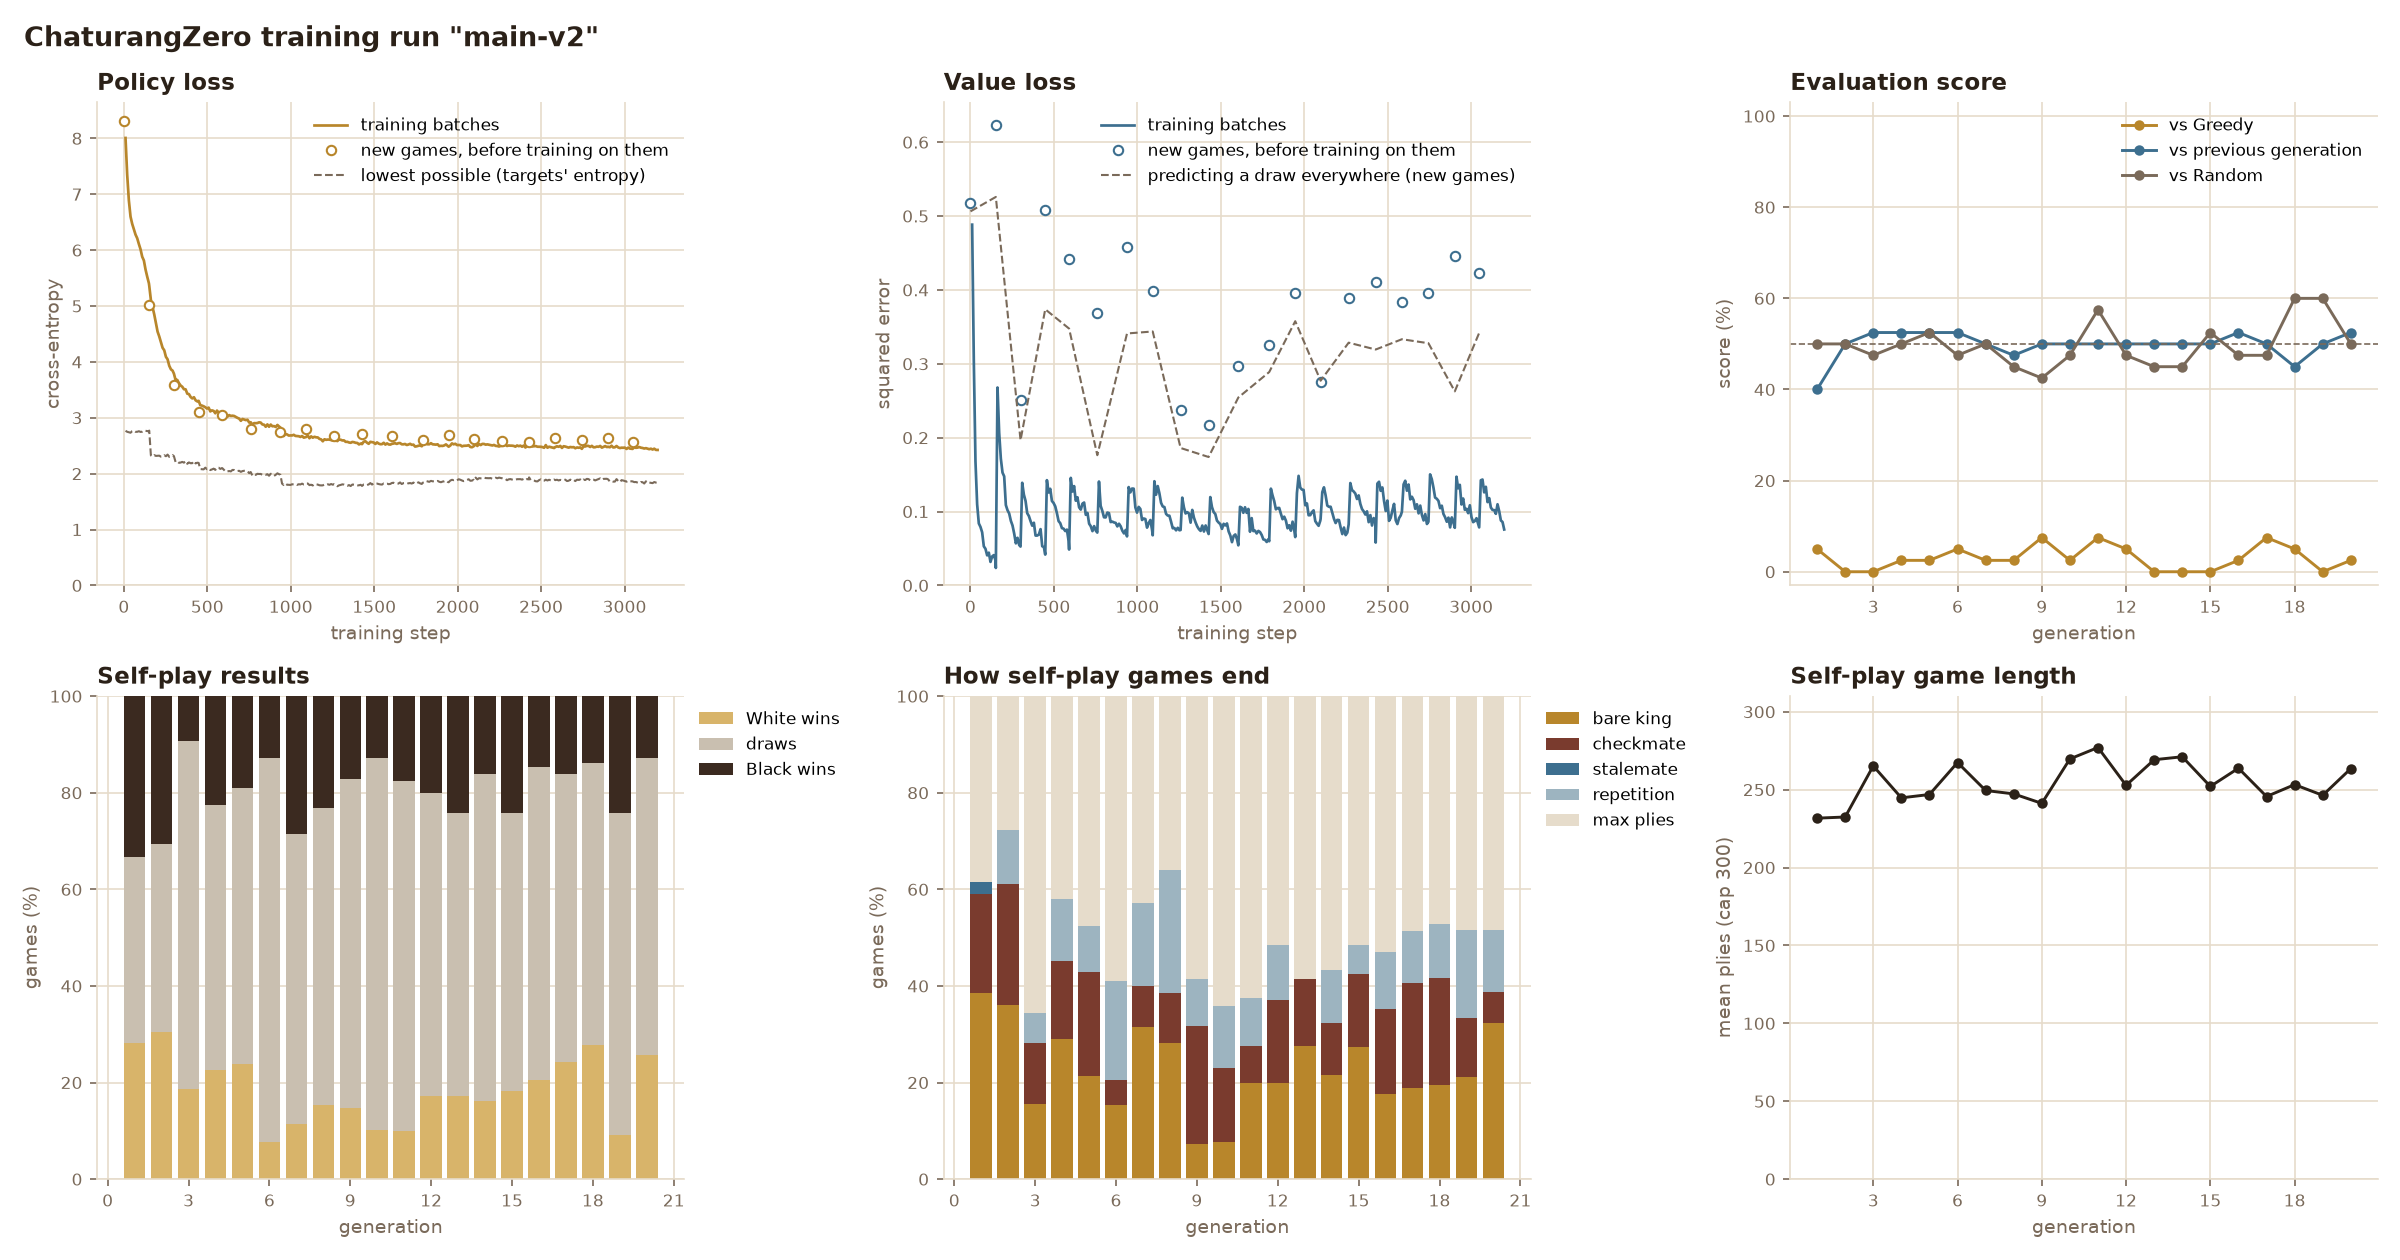 ChaturangZero training run "main-v2"
Policy loss
cross-entropy
8
7
6
5
4
3
2
1
0
training batches
new games, before training on them
lowest possible (targets' entropy)
0 500 1000 1500 2000 2500 3000
training step
Value loss
squared error
0.6
0.5
0.4
0.3
0.2
0.1
0.0
training batches
new games, before training on them
predicting a draw everywhere (new games)
0 500 1000 1500 2000 2500 3000
training step
Evaluation score
score (%)
100
80
60
40
20
0
vs Greedy
vs previous generation
vs Random
3 6 9 12 15 18
generation
Self-play results
games (%)
100
80
60
40
20
0
White wins
draws
Black wins
0 3 6 9 12 15 18 21
generation
How self-play games end
games (%)
100
80
60
40
20
0
bare king
checkmate
stalemate
repetition
max plies
0 3 6 9 12 15 18 21
generation
Self-play game length
mean plies (cap 300)
300
250
200
150
100
50
0
3 6 9 12 15 18
generation